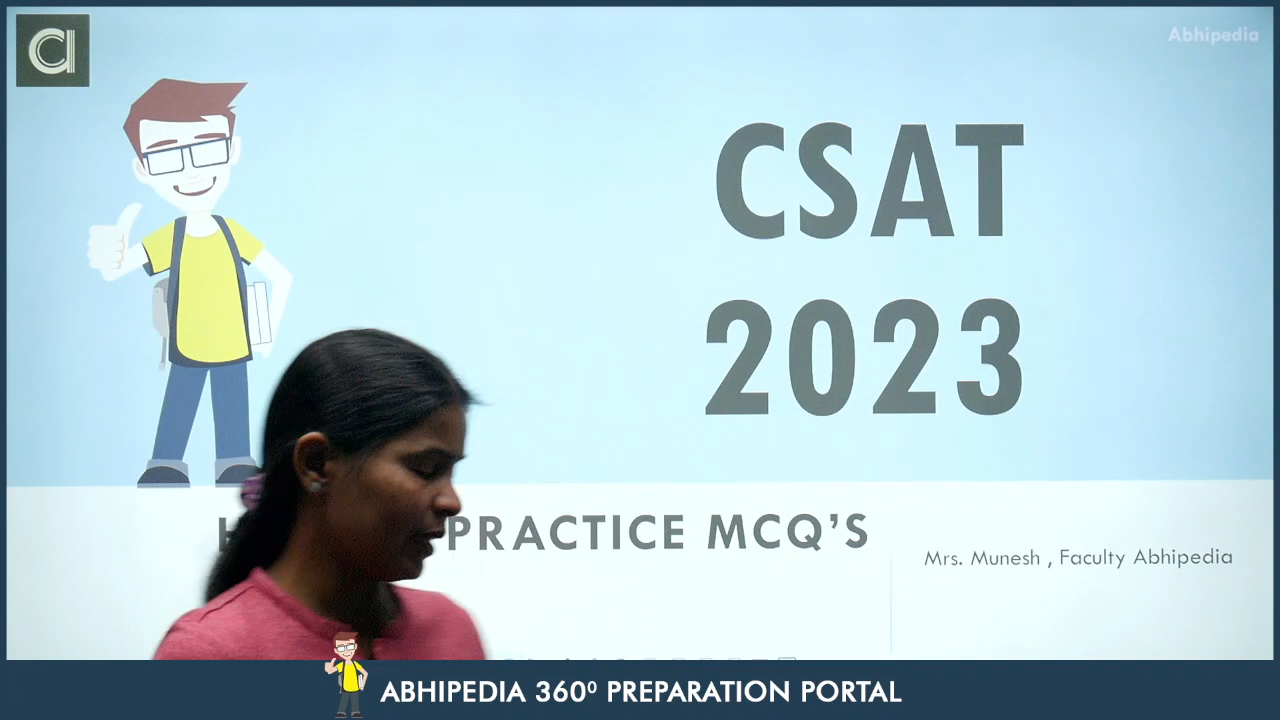 Abhipedia
CSAT
2023
PRACTICE MCQ'S
Mrs. Munesh , Faculty Abhipedia
ABHIPEDIA 360⁰ PREPARATION PORTAL